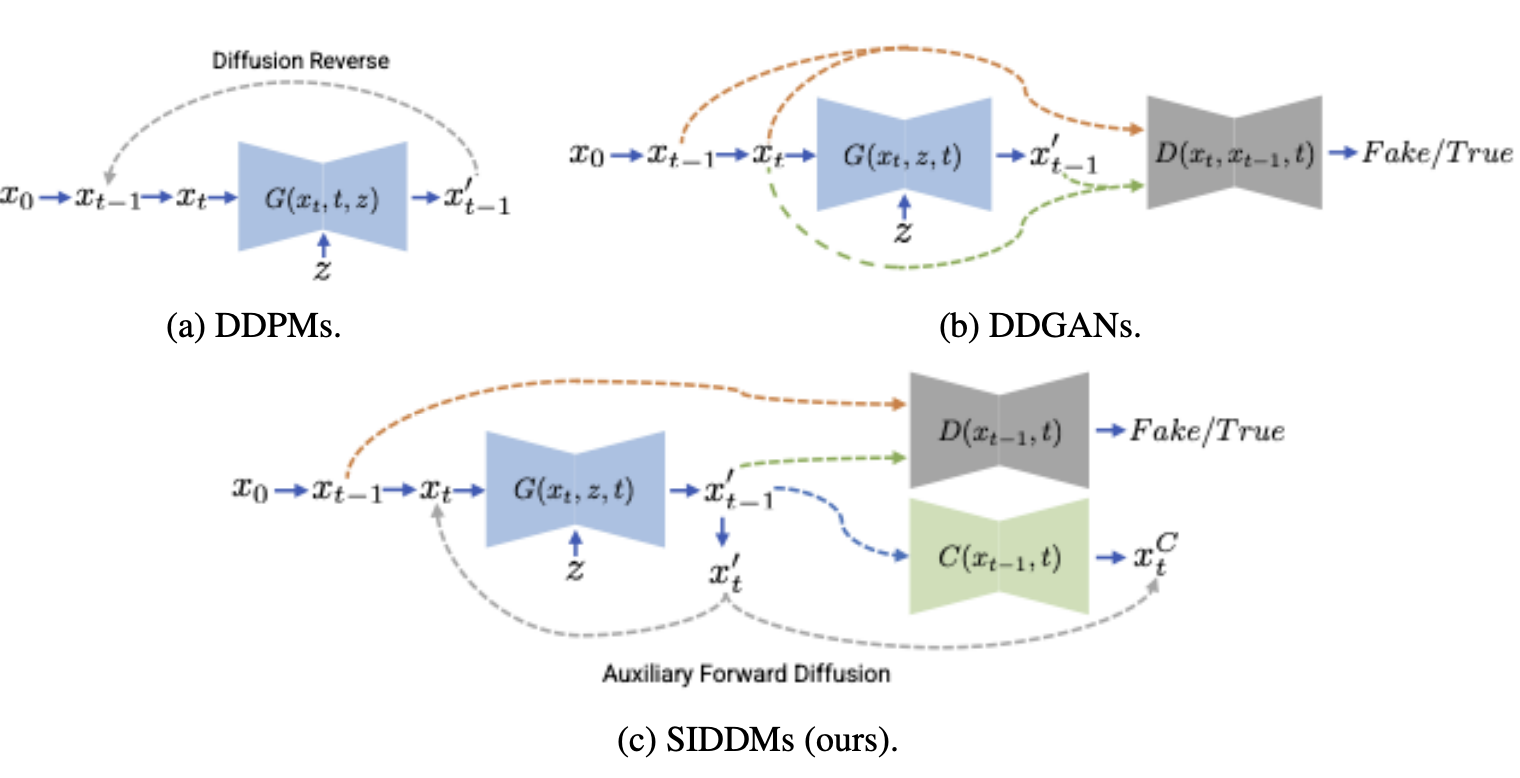 Diffusion Reverse
x_0 → x_{t-1} → x_t → G(x_t, t, z) → x'_{t-1}
z
(a) DDPMs.
x_0 → x_{t-1} → x_t → G(x_t, z, t) → x'_{t-1} D(x_t, x_{t-1}, t) → Fake/True
z
(b) DDGANs.
D(x_{t-1}, t) → Fake/True
x_0 → x_{t-1} → x_t → G(x_t, z, t) → x'_{t-1}
z
x'_t
C(x_{t-1}, t) → x_t^C
Auxiliary Forward Diffusion
(c) SIDDMs (ours).